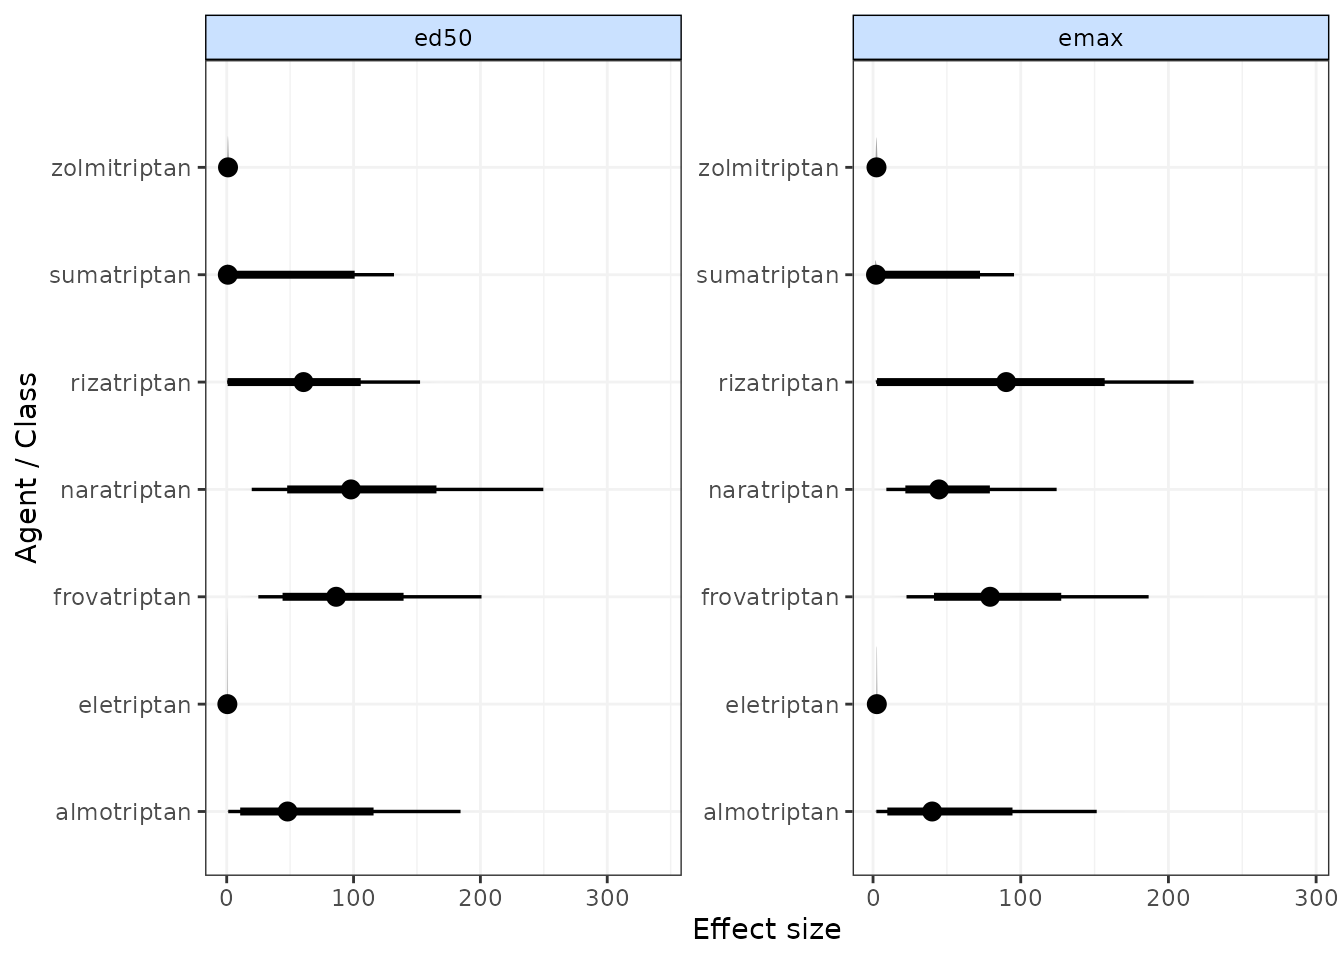 ed50
emax
zolmitriptan
sumatriptan
rizatriptan
naratriptan
frovatriptan
eletriptan
almotriptan
zolmitriptan
sumatriptan
rizatriptan
naratriptan
frovatriptan
eletriptan
almotriptan
0 100 200 300
0 100 200 300
Effect size
Agent / Class